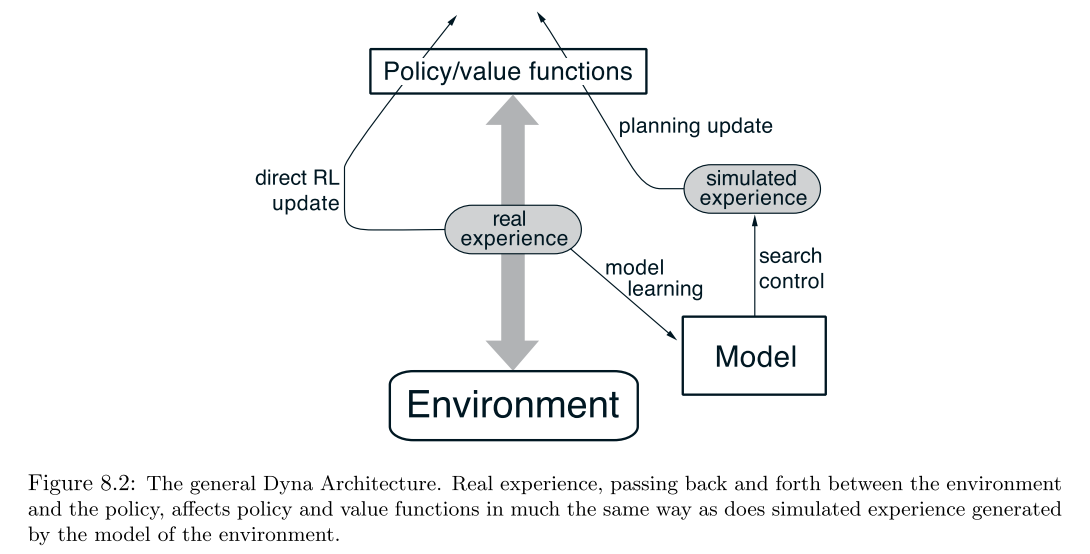 Policy/value functions
planning update
direct RL
update
simulated
experience
real
experience
model
learning
search
control
Model
Environment
Figure 8.2: The general Dyna Architecture. Real experience, passing back and forth between the environment
and the policy, affects policy and value functions in much the same way as does simulated experience generated
by the model of the environment.